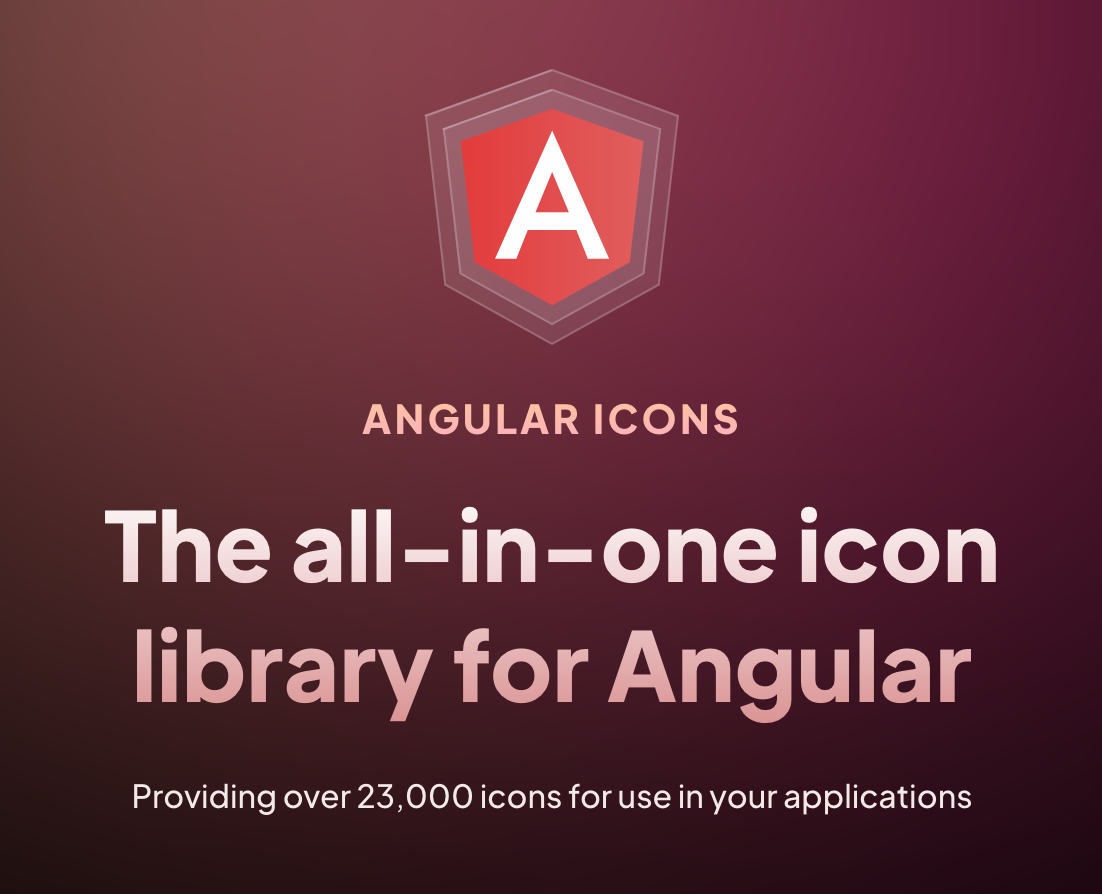 A
ANGULAR ICONS
The all-in-one icon
library for Angular
Providing over 23,000 icons for use in your applications